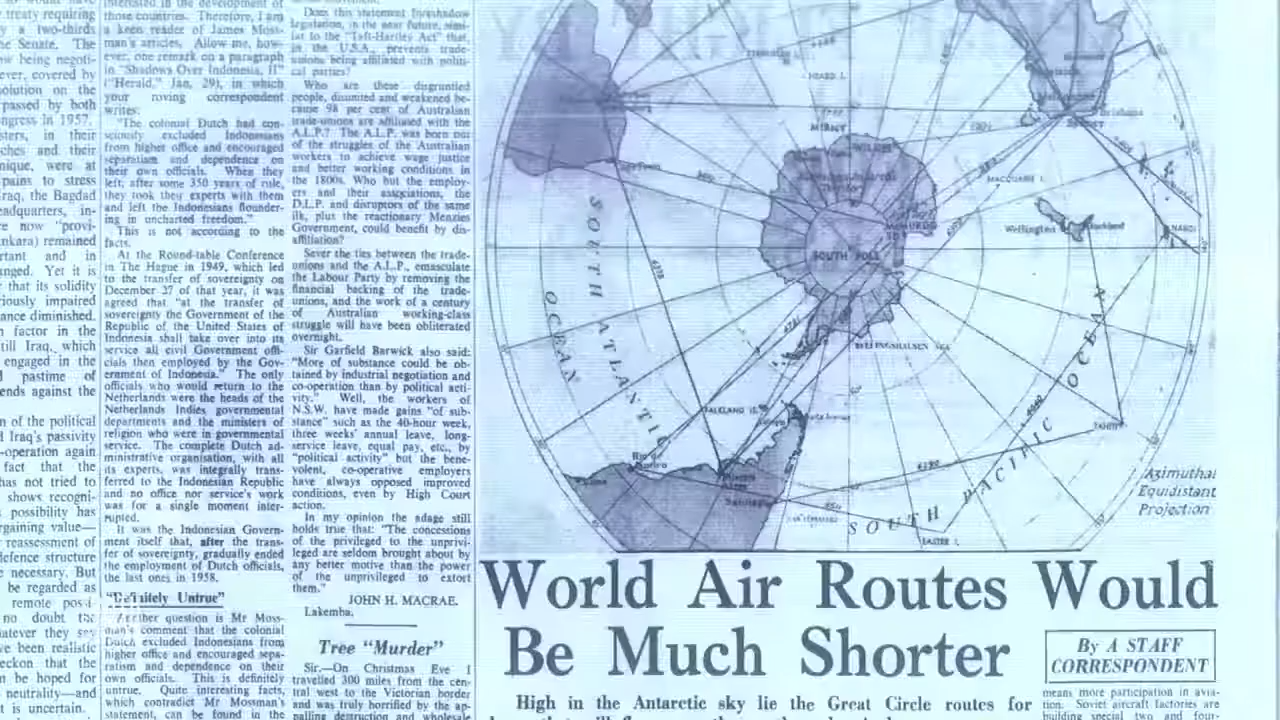 treaty requiring
y a two-thirds
he Senate. The
ow being negoti-
ever, covered by
solution on the
passed by both
ngress in 1957.
sters, in their
ches and their
nique, were at
pains to stress
raq, the Bagdad
eadquarters, in-
re now "provi-
nkara) remained
rtant and in
nged. Yet it is
that its solidity
iously impaired
ance diminished.
n factor in the
till Iraq, which
engaged in the
pastime of
ends against the
n of the political
d Iraq's passivity
-operation again
fact that the
has not tried to
shows recogni-
possibility has
rgaining value—
reassessment of
defence structure
necessary. But
be regarded as
remote possi-
no doubt the
atever they say
ve been realistic
eckon that the
be hoped for
neutrality—and
t is uncertain.
interested in the development of
those countries. Therefore, I am
a keen reader of James Moss-
man's articles. Allow me, how-
ever, one remark on a paragraph
in "Shadows Over Indonesia, II"
("Herald," Jan. 29), in which
your roving correspondent
writes:
"The colonial Dutch had con-
sciously excluded Indonesians
from higher office and encouraged
separatism and dependence on
their own officials. When they
left, after some 350 years of rule,
they took their experts with them
and left the Indonesians flounder-
ing in uncharted freedom."
This is not according to the
facts.
At the Round-table Conference
in The Hague in 1949, which led
to the transfer of sovereignty on
December 27 of that year, it was
agreed that "at the transfer of
sovereignty the Government of the
Republic of the United States of
Indonesia shall take over into its
service all civil Government offi-
cials then employed by the Gov-
ernment of Indonesia." The only
officials who would return to the
Netherlands were the heads of the
Netherlands Indies governmental
departments and the ministers of
religion who were in governmental
service. The complete Dutch ad-
ministrative organisation, with all
its experts, was integrally trans-
ferred to the Indonesian Republic
and no office nor service's work
was for a single moment inter-
rupted.
It was the Indonesian Govern-
ment itself that, after the trans-
fer of sovereignty, gradually ended
the employment of Dutch officials,
the last ones in 1958.
"Definitely Untrue"
Another question is Mr Moss-
man's comment that the colonial
Dutch excluded Indonesians from
higher office and encouraged sepa-
ratism and dependence on their
own officials. This is definitely
untrue. Quite interesting facts,
which contradict Mr Mossman's
statement, can be found in the
Does this statement foreshadow
legislation, in the near future, simi-
lar to the "Taft-Hartley Act" that,
in the U.S.A., prevents trade-
unions being affiliated with politi-
cal parties?
Who are these disgruntled
people, disunited and weakened be-
cause 98 per cent of Australian
trade-unions are affiliated with the
A.L.P.? The A.L.P. was born out
of the struggles of the Australian
workers to achieve wage justice
and better working conditions in
the 1800s. Who but the employ-
ers and their associations, the
D.L.P. and disruptors of the same
ilk, plus the reactionary Menzies
Government, could benefit by dis-
affiliation?
Sever the ties between the trade-
unions and the A.L.P., emasculate
the Labour Party by removing the
financial backing of the trade-
unions, and the work of a century
of Australian working-class
struggle will have been obliterated
overnight.
Sir Garfield Barwick also said:
"More of substance could be ob-
tained by industrial negotiation and
co-operation than by political acti-
vity." Well, the workers of
N.S.W. have made gains "of sub-
stance" such as the 40-hour week,
three weeks' annual leave, long-
service leave, equal pay, etc., by
"political activity" but the bene-
volent, co-operative employers
have always opposed improved
conditions, even by High Court
action.
In my opinion the adage still
holds true that: "The concessions
of the privileged to the unprivi-
leged are seldom brought about by
any better motive than the power
of the unprivileged to extort
them."
JOHN H. MACRAE.
Lakemba.
Tree "Murder"
Sir.—On Christmas Eve I
travelled 300 miles from the cen-
tral west to the Victorian border
and was truly horrified by the ap-
palling destruction and wholesale
HEARD I.
MIRNY
WILKES
SYDNEY
MACQUARIE I.
Wellington
Auckland
NANDI
McMURDO
SD
SOUTH POLE
BELLINGSHAUSEN SEA
SOUTH ATLANTIC
OCEAN
FALKLAND IS.
Rio de
Janeiro
Buenos
Aires
Santiago
TAHITI
EASTER I.
SOUTH PACIFIC OCEAN
Azimuthal
Equidistant
Projection
World Air Routes Would
Be Much Shorter
By A STAFF
CORRESPONDENT
High in the Antarctic sky lie the Great Circle routes for
means more participation in avia-
tion. Soviet aircraft factories are
building special two and four-